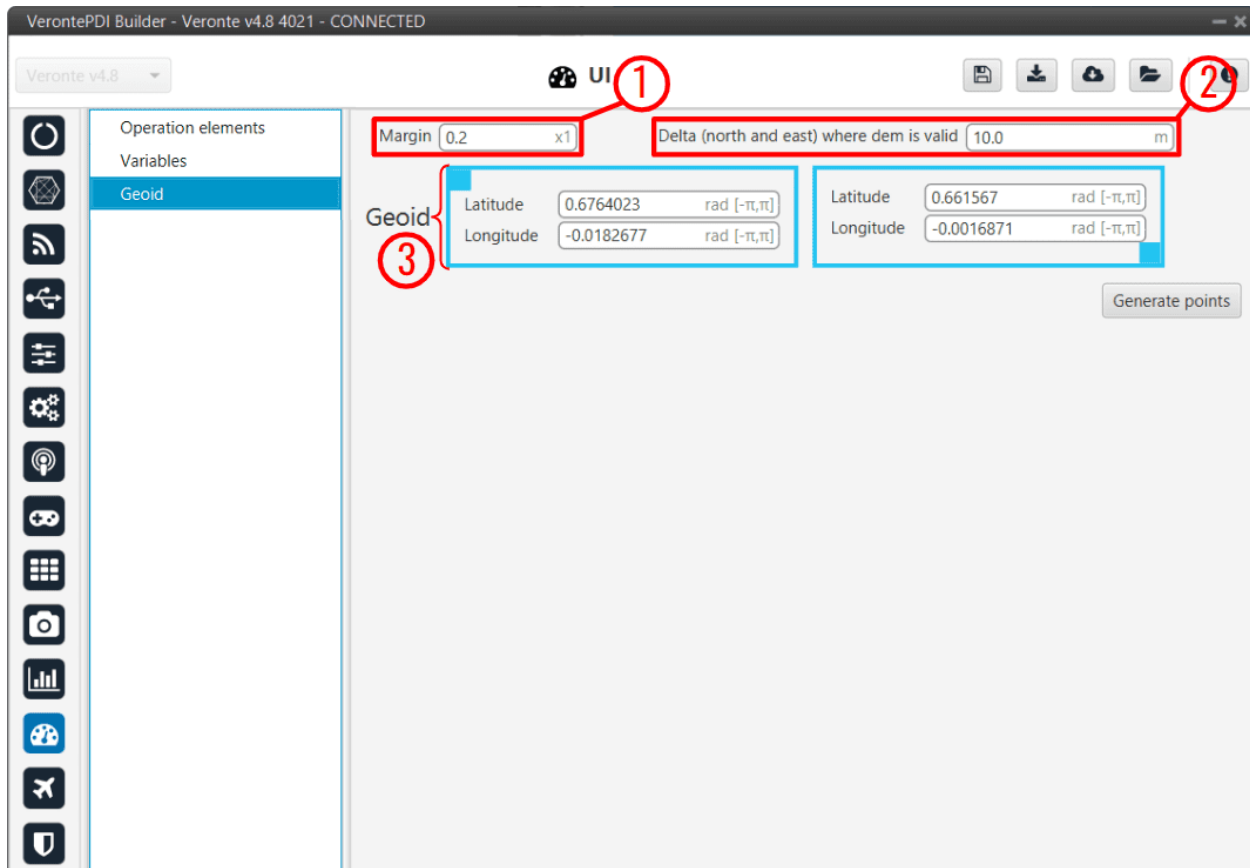 VerontePDI Builder - Veronte v4.8 4021 - CONNECTED
Veronte v4.8
UI
1
2
Operation elements
Variables
Geoid
Margin 0.2 x1
Delta (north and east) where dem is valid 10.0 m
Geoid
3
Latitude 0.6764023 rad [-π,π]
Longitude -0.0182677 rad [-π,π]
Latitude 0.661567 rad [-π,π]
Longitude -0.0016871 rad [-π,π]
Generate points